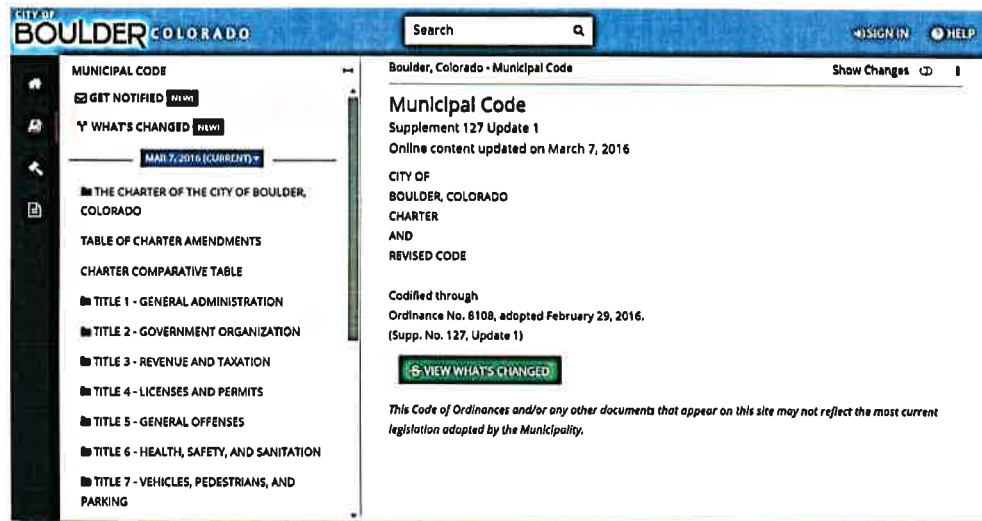 CITY OF
BOULDER COLORADO
Search
SIGN IN
HELP
MUNICIPAL CODE
GET NOTIFIED NEW!
WHAT'S CHANGED NEW!
MAR 7, 2016 (CURRENT)
THE CHARTER OF THE CITY OF BOULDER,
COLORADO
TABLE OF CHARTER AMENDMENTS
CHARTER COMPARATIVE TABLE
TITLE 1 - GENERAL ADMINISTRATION
TITLE 2 - GOVERNMENT ORGANIZATION
TITLE 3 - REVENUE AND TAXATION
TITLE 4 - LICENSES AND PERMITS
TITLE 5 - GENERAL OFFENSES
TITLE 6 - HEALTH, SAFETY, AND SANITATION
TITLE 7 - VEHICLES, PEDESTRIANS, AND
PARKING
Boulder, Colorado - Municipal Code
Show Changes
Municipal Code
Supplement 127 Update 1
Online content updated on March 7, 2016
CITY OF
BOULDER, COLORADO
CHARTER
AND
REVISED CODE
Codified through
Ordinance No. 8108, adopted February 29, 2016.
(Supp. No. 127, Update 1)
VIEW WHAT'S CHANGED
This Code of Ordinances and/or any other documents that appear on this site may not reflect the most current
legislation adopted by the Municipality.